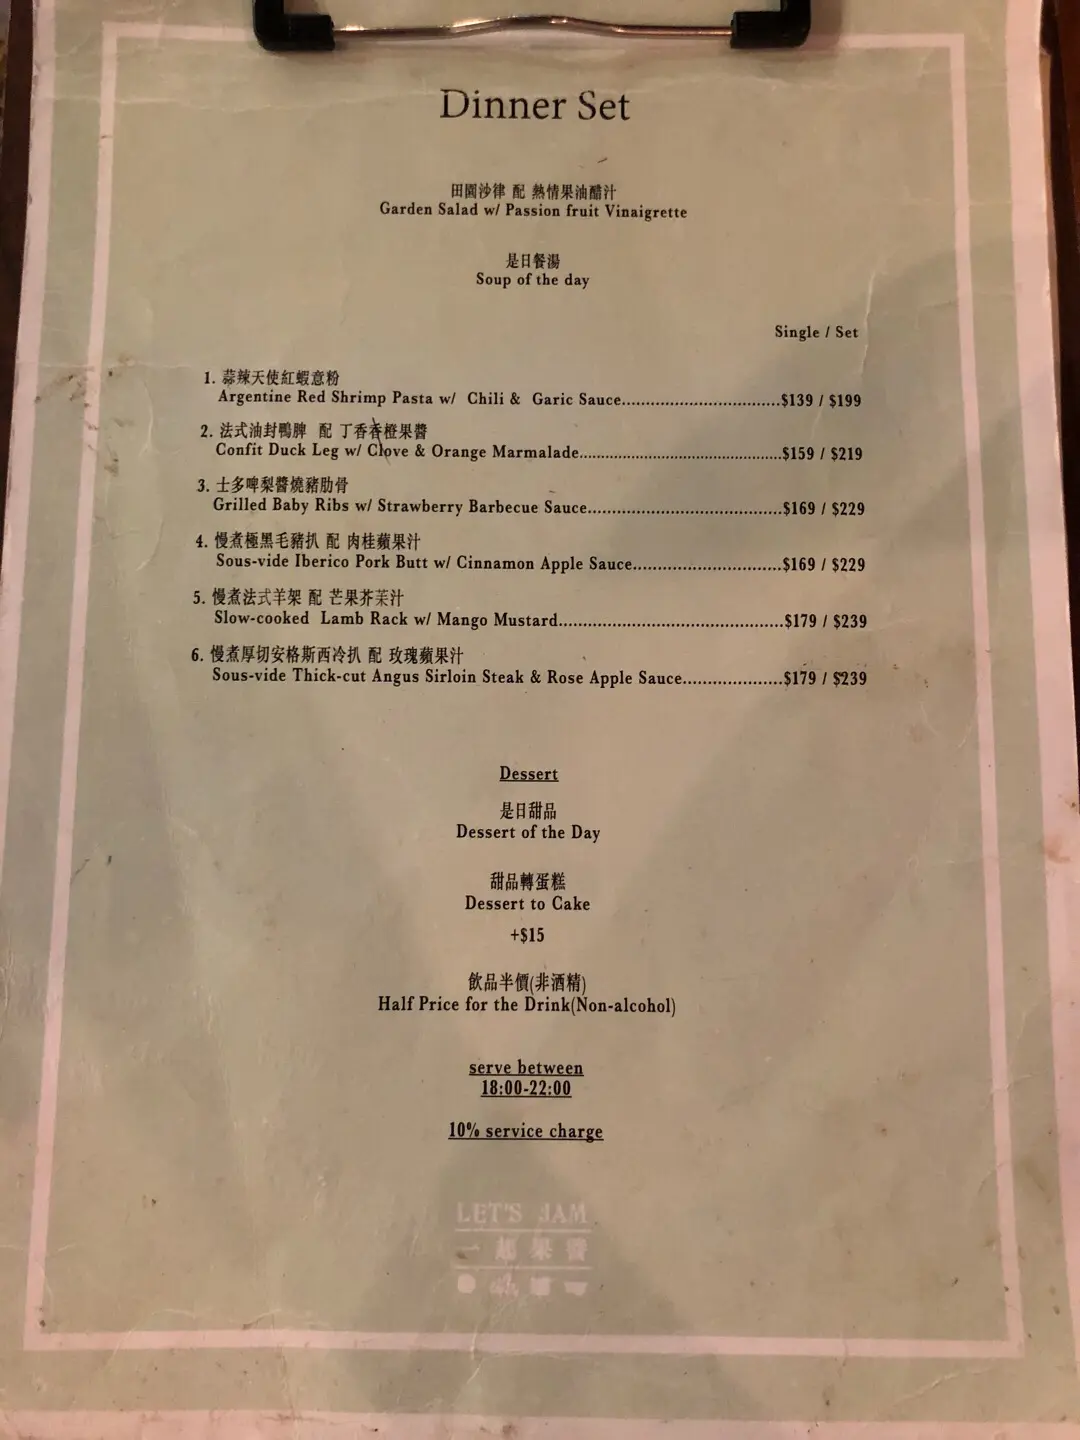 Dinner Set
田園沙律 配 熱情果油醋汁
Garden Salad w/ Passion fruit Vinaigrette
是日餐湯
Soup of the day
Single / Set
1. 蒜辣天使紅蝦意粉
Argentine Red Shrimp Pasta w/ Chili & Garic Sauce................................$139 / $199
2. 法式油封鴨脾 配 丁香香橙果醬
Confit Duck Leg w/ Clove & Orange Marmalade.........................................$159 / $219
3. 士多啤梨醬燒豬肋骨
Grilled Baby Ribs w/ Strawberry Barbecue Sauce.......................................$169 / $229
4. 慢煮極黑毛豬扒 配 肉桂蘋果汁
Sous-vide Iberico Pork Butt w/ Cinnamon Apple Sauce..............................$169 / $229
5. 慢煮法式羊架 配 芒果芥茉汁
Slow-cooked Lamb Rack w/ Mango Mustard.............................................$179 / $239
6. 慢煮厚切安格斯西冷扒 配 玫瑰蘋果汁
Sous-vide Thick-cut Angus Sirloin Steak & Rose Apple Sauce....................$179 / $239
Dessert
是日甜品
Dessert of the Day
甜品轉蛋糕
Dessert to Cake
+$15
飲品半價(非酒精)
Half Price for the Drink(Non-alcohol)
serve between
18:00-22:00
10% service charge
LET'S JAM
一起果醬